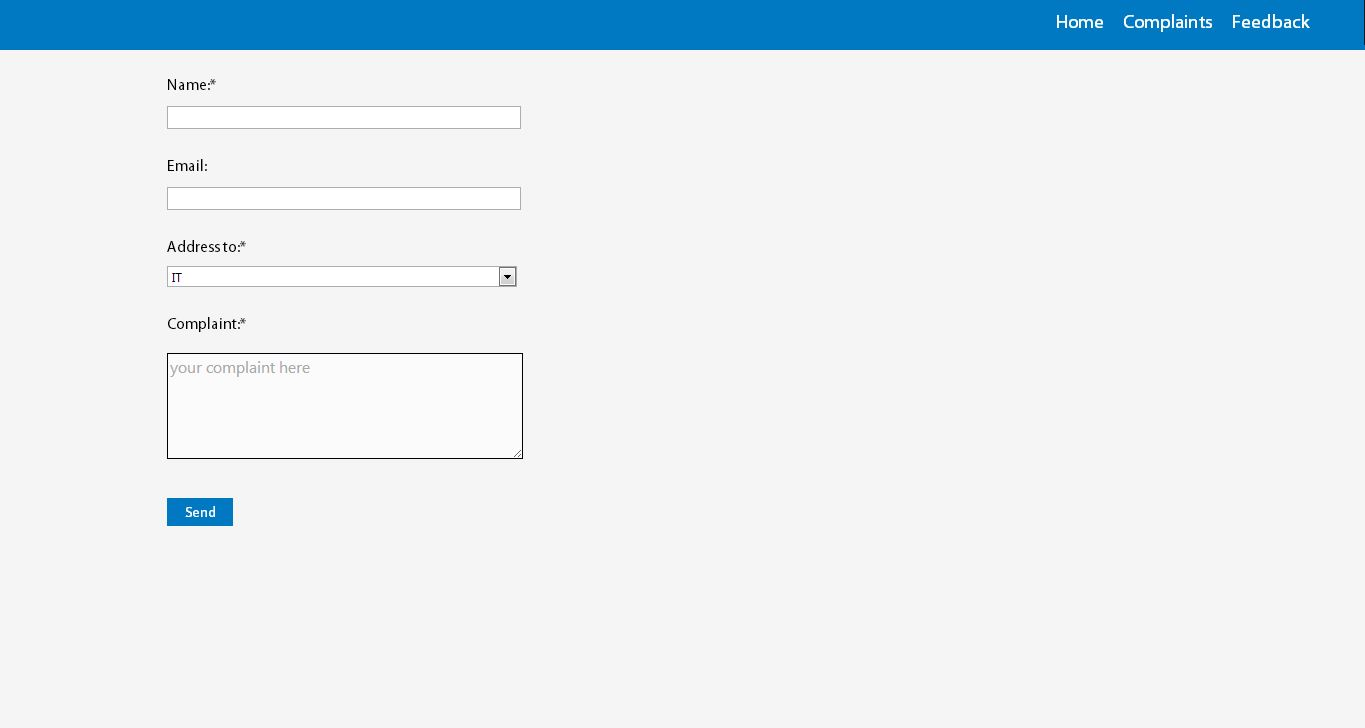 Home Complaints Feedback
Name:*
Email:
Address to:*
IT
Complaint:*
your complaint here
Send